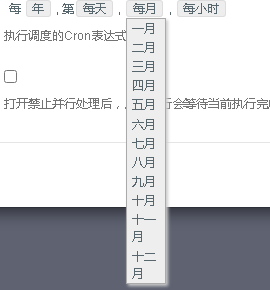 每 年 ，第 每天 ，每月 ，每小时
执行调度的Cron表达式
一月
二月
三月
四月
五月
六月
七月
八月
九月
十月
十一
月
十二
月
打开禁止并行处理后，行会等待当前执行完